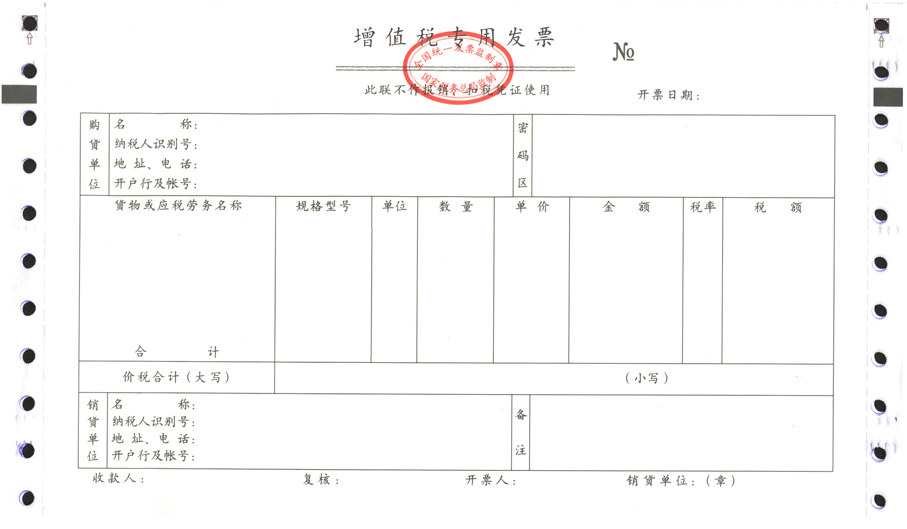 增值税专用发票
全国统一发票监制章
国家税务总局监制
№
此联不作报销、扣税凭证使用
开票日期：
购货单位
名 称：
纳税人识别号：
地 址、电 话：
开户行及帐号：
密码区
货物或应税劳务名称 规格型号 单位 数 量 单 价 金 额 税率 税 额
合 计
价税合计（大写） （小写）
销货单位
名 称：
纳税人识别号：
地 址、电 话：
开户行及帐号：
备注
收款人： 复核： 开票人： 销货单位：（章）